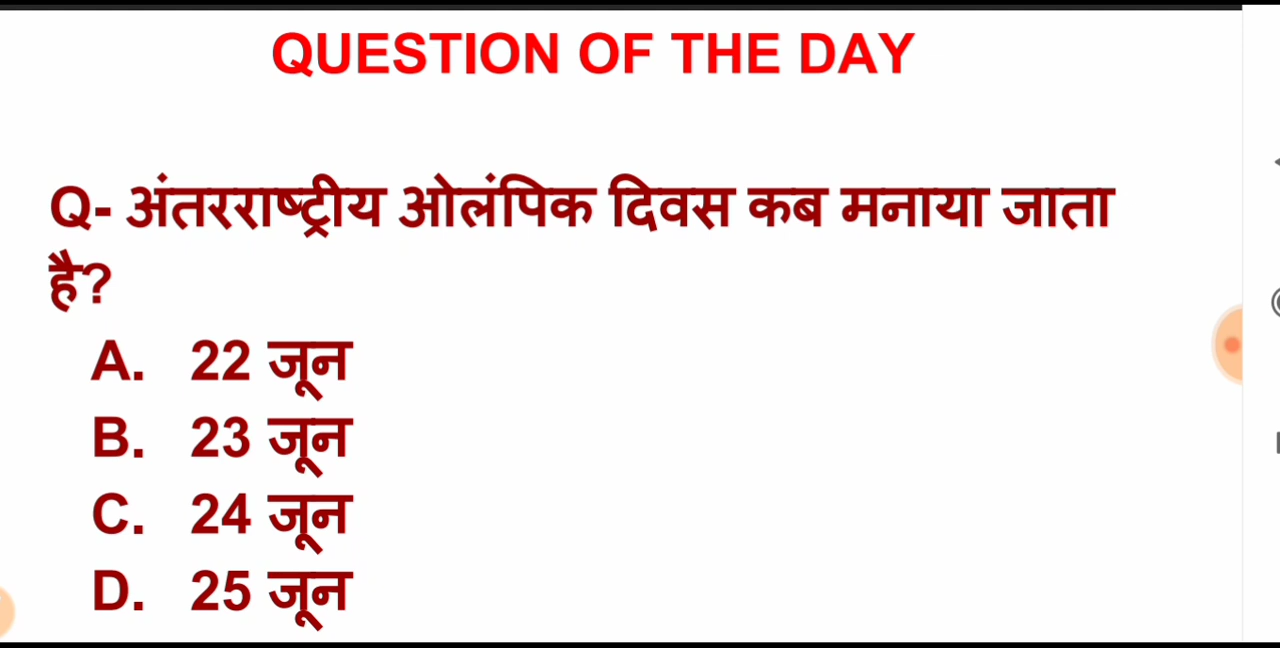 QUESTION OF THE DAY
Q- अंतरराष्ट्रीय ओलंपिक दिवस कब मनाया जाता
है?
A. 22 जून
B. 23 जून
C. 24 जून
D. 25 जून